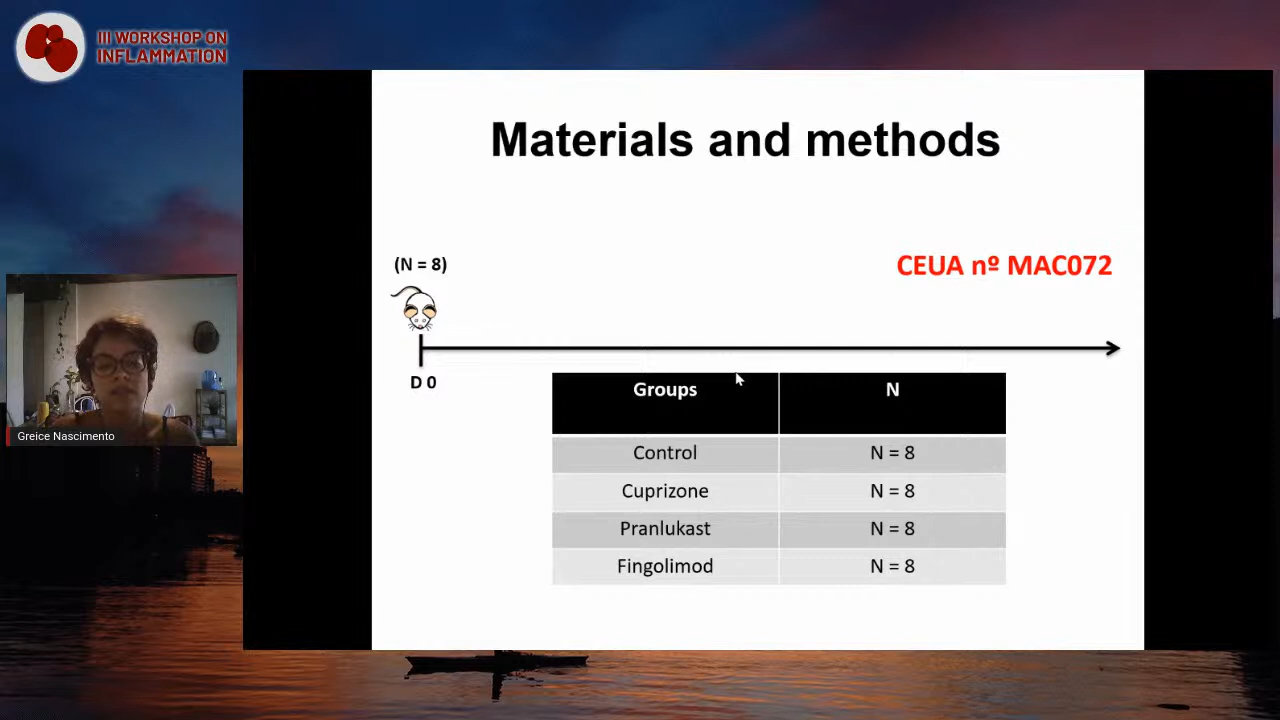 III WORKSHOP ON
INFLAMMATION
Materials and methods
(N = 8)
CEUA nº MAC072
D 0
Groups N
Control N = 8
Cuprizone N = 8
Pranlukast N = 8
Fingolimod N = 8
Greice Nascimento